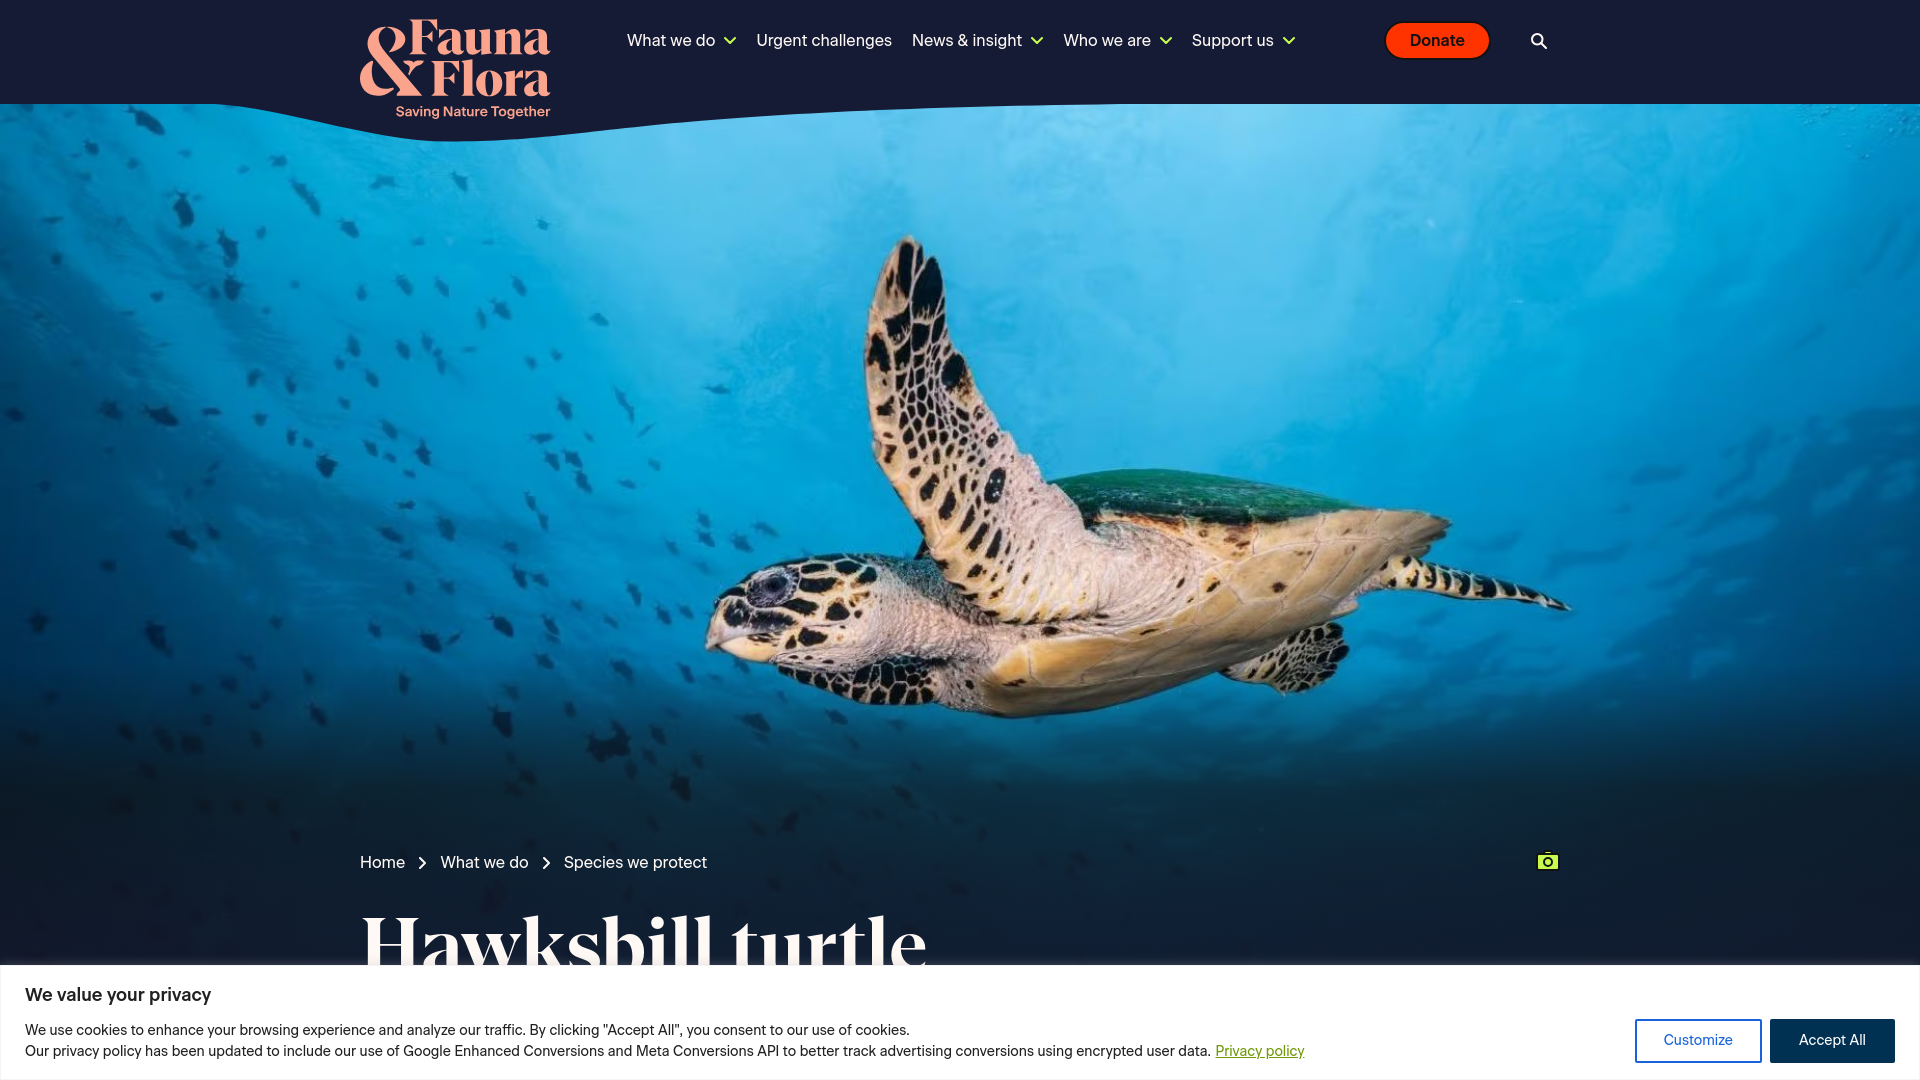 Fauna
& Flora
Saving Nature Together
What we do
Urgent challenges
News & insight
Who we are
Support us
Donate
Home > What we do > Species we protect
Hawksbill turtle
We value your privacy
We use cookies to enhance your browsing experience and analyze our traffic. By clicking "Accept All", you consent to our use of cookies.
Our privacy policy has been updated to include our use of Google Enhanced Conversions and Meta Conversions API to better track advertising conversions using encrypted user data. Privacy policy
Customize
Accept All